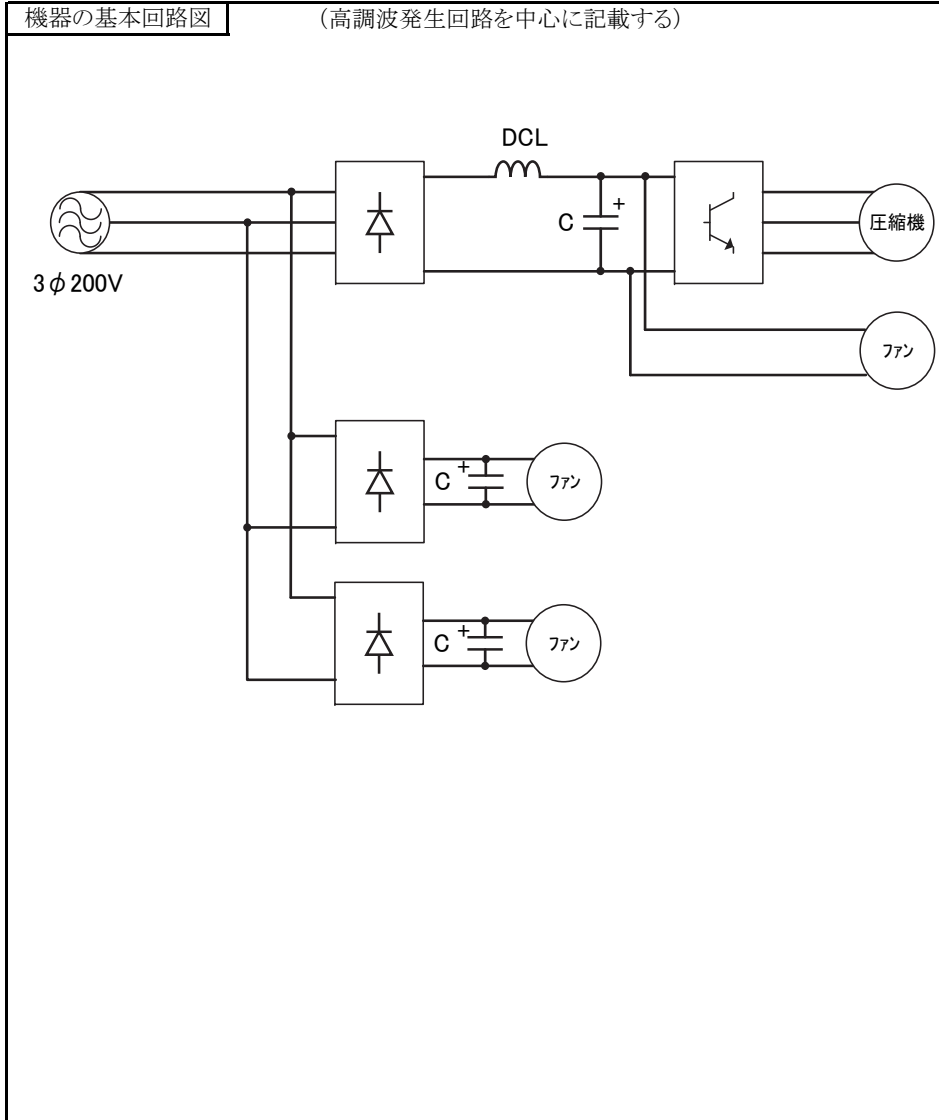 機器の基本回路図 (高調波発生回路を中心に記載する)
DCL
C +
圧縮機
3φ200V
ファン
C +
ファン
C +
ファン